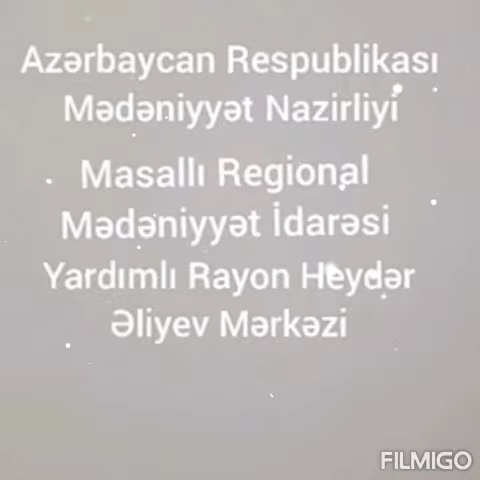 Azərbaycan Respublikası
Mədəniyyət Nazirliyi
Masallı Regional
Mədəniyyət İdarəsi
Yardımlı Rayon Heydər
Əliyev Mərkəzi
FILMIGO